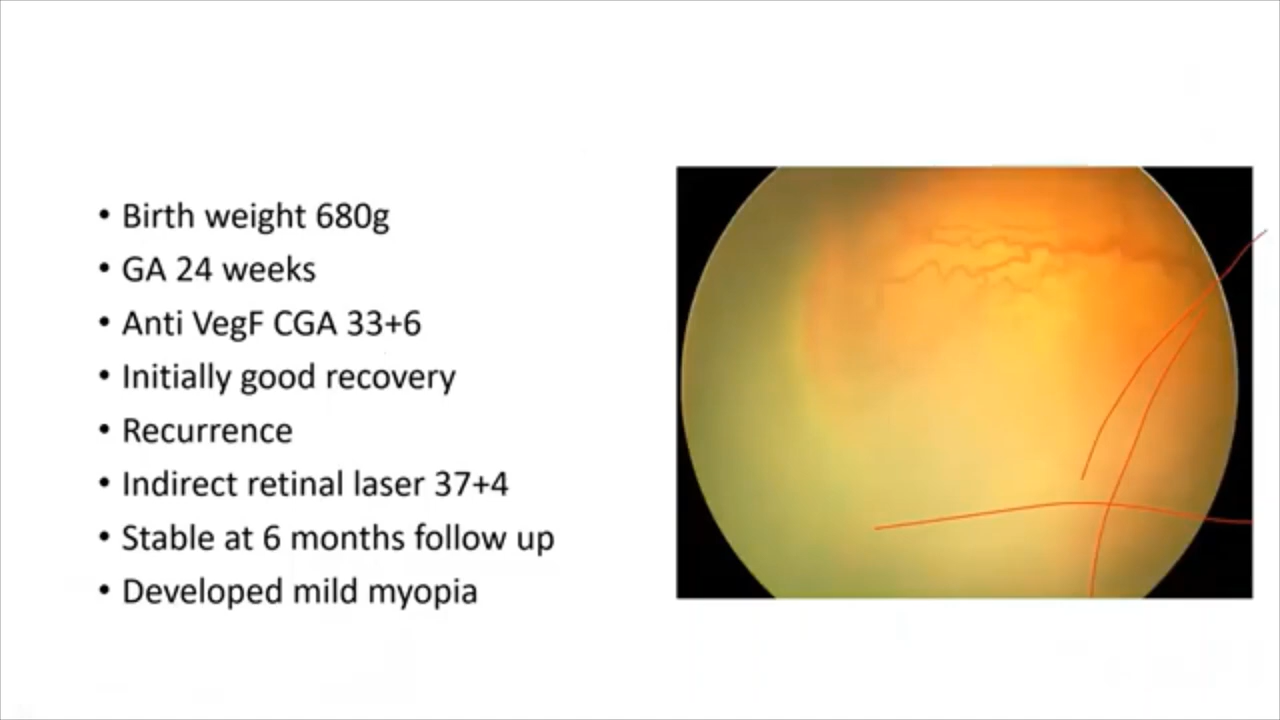 • Birth weight 680g
• GA 24 weeks
• Anti VegF CGA 33+6
• Initially good recovery
• Recurrence
• Indirect retinal laser 37+4
• Stable at 6 months follow up
• Developed mild myopia